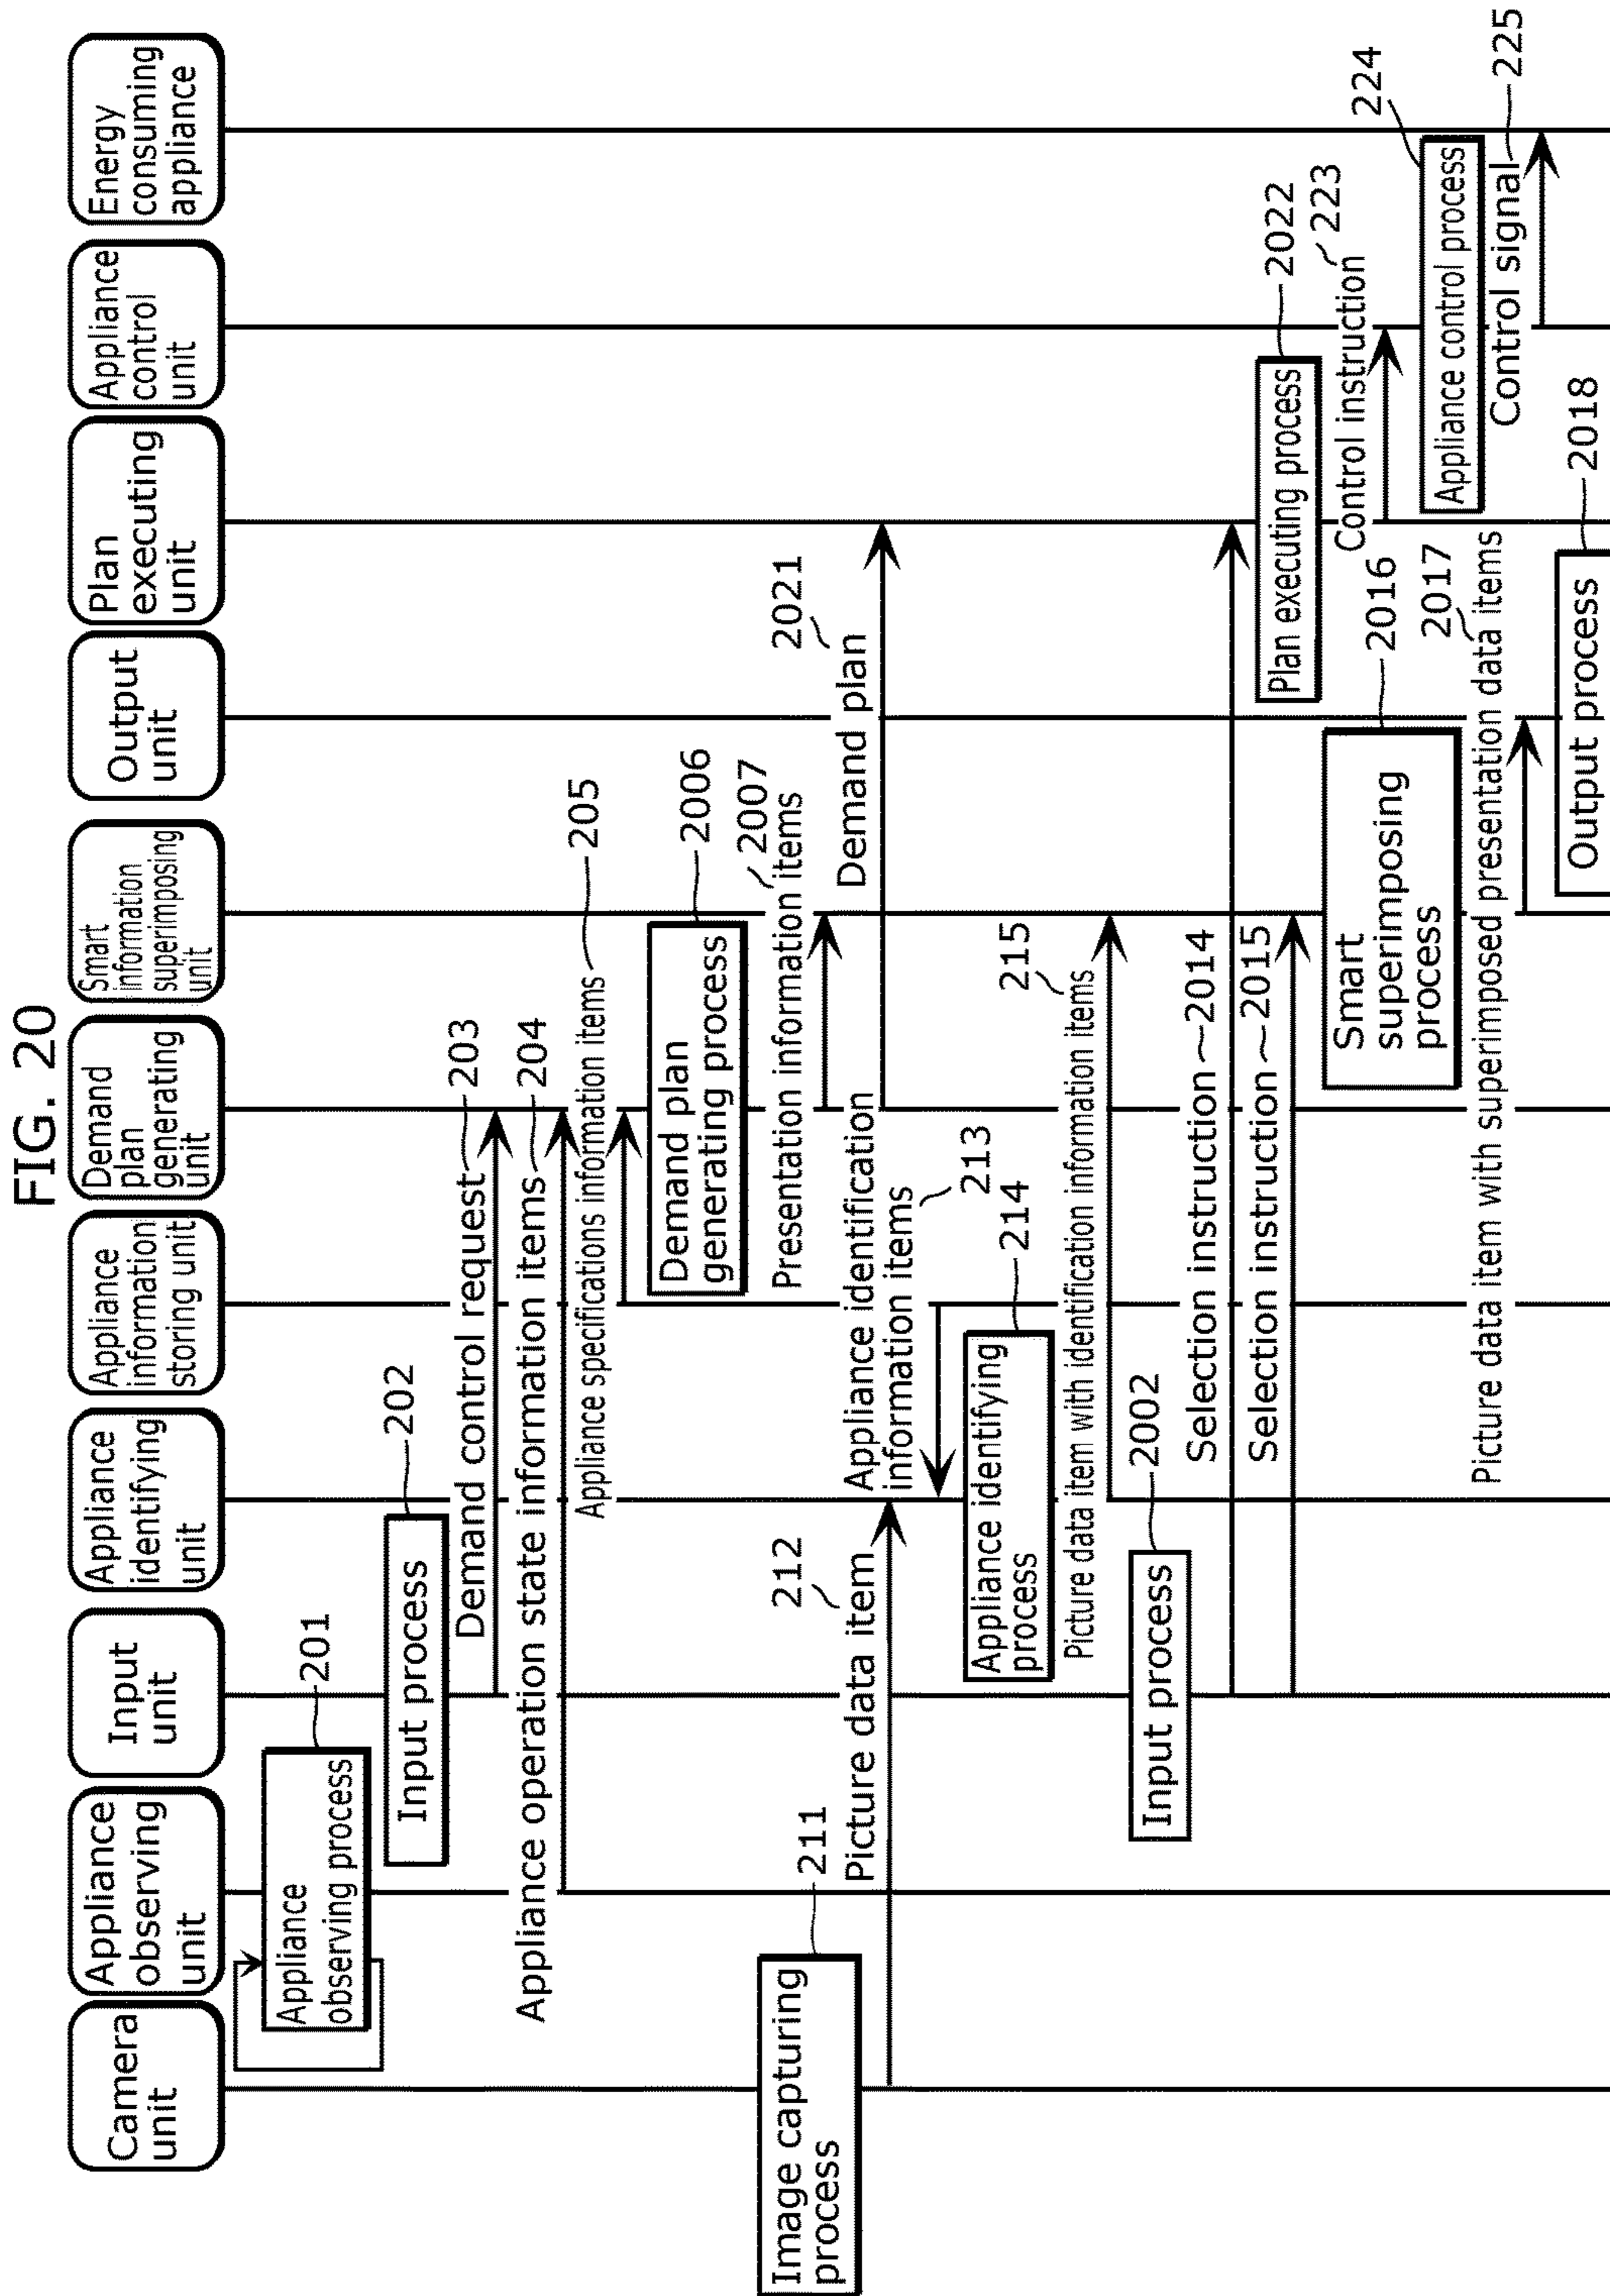 FIG. 20
Camera
unit
Appliance
observing
unit
Input
unit
Appliance
identifying
unit
Appliance
information
storing unit
Demand
plan
generating
unit
Smart
information
superimposing
unit
Output
unit
Plan
executing
unit
Appliance
control
unit
Energy
consuming
appliance
Appliance
observing process
201
Input process
202
Demand control request
203
Appliance operation state information items
204
Appliance specifications information items
205
Demand plan
generating process
2006
Presentation information items
2007
Image capturing
process
211
Picture data item
212
Appliance identification
information items
213
Demand plan
2021
Appliance identifying
process
214
Picture data item with identification information items
215
Input process
2002
Selection instruction
2014
Selection instruction
2015
Plan executing process
2022
Control instruction
223
Smart
superimposing
process
2016
Appliance control process
224
Picture data item with superimposed presentation data items
2017
Control signal
225
Output process
2018